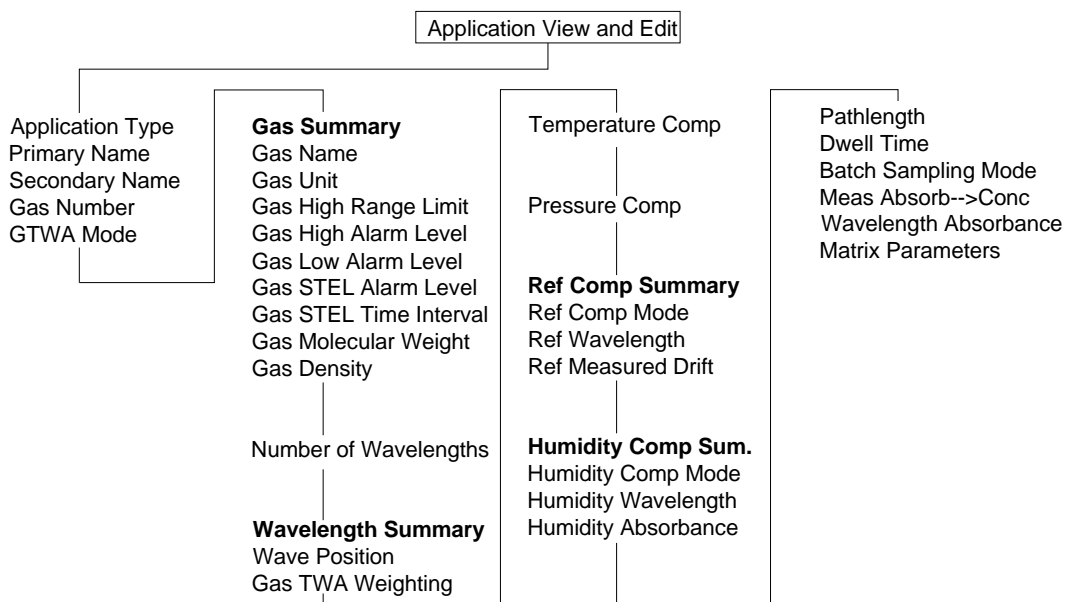 Application View and Edit
Application Type
Primary Name
Secondary Name
Gas Number
GTWA Mode
Gas Summary
Gas Name
Gas Unit
Gas High Range Limit
Gas High Alarm Level
Gas Low Alarm Level
Gas STEL Alarm Level
Gas STEL Time Interval
Gas Molecular Weight
Gas Density
Number of Wavelengths
Wavelength Summary
Wave Position
Gas TWA Weighting
Temperature Comp
Pressure Comp
Ref Comp Summary
Ref Comp Mode
Ref Wavelength
Ref Measured Drift
Humidity Comp Sum.
Humidity Comp Mode
Humidity Wavelength
Humidity Absorbance
Pathlength
Dwell Time
Batch Sampling Mode
Meas Absorb-->Conc
Wavelength Absorbance
Matrix Parameters